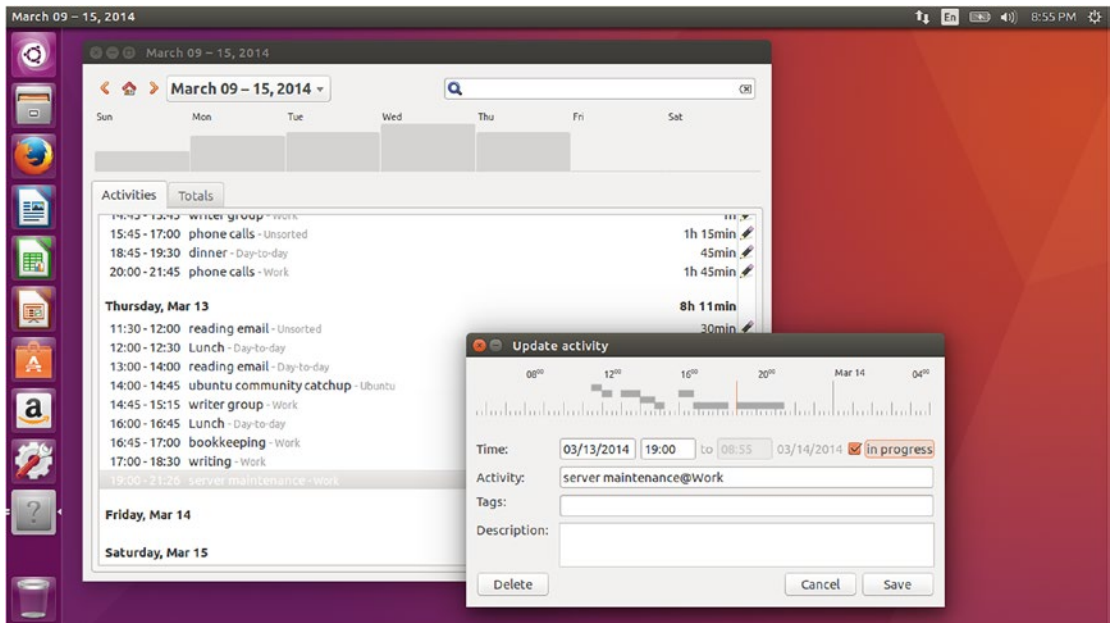 March 09 – 15, 2014 En 8:55 PM
March 09 – 15, 2014
March 09 – 15, 2014
Sun Mon Tue Wed Thu Fri Sat
Activities Totals
14:45 - 15:45 writer group - Work 1h
15:45 - 17:00 phone calls - Unsorted 1h 15min
18:45 - 19:30 dinner - Day-to-day 45min
20:00 - 21:45 phone calls - Work 1h 45min
Thursday, Mar 13 8h 11min
11:30 - 12:00 reading email - Unsorted 30min
12:00 - 12:30 Lunch - Day-to-day
13:00 - 14:00 reading email - Day-to-day
14:00 - 14:45 ubuntu community catchup - Ubuntu
14:45 - 15:15 writer group - Work
16:00 - 16:45 Lunch - Day-to-day
16:45 - 17:00 bookkeeping - Work
17:00 - 18:30 writing - Work
19:00 - 21:26 server maintenance - Work
Friday, Mar 14
Saturday, Mar 15
Update activity
08⁰⁰ 12⁰⁰ 16⁰⁰ 20⁰⁰ Mar 14 04⁰⁰
Time: 03/13/2014 19:00 to 08:55 03/14/2014 in progress
Activity: server maintenance@Work
Tags:
Description:
Delete Cancel Save